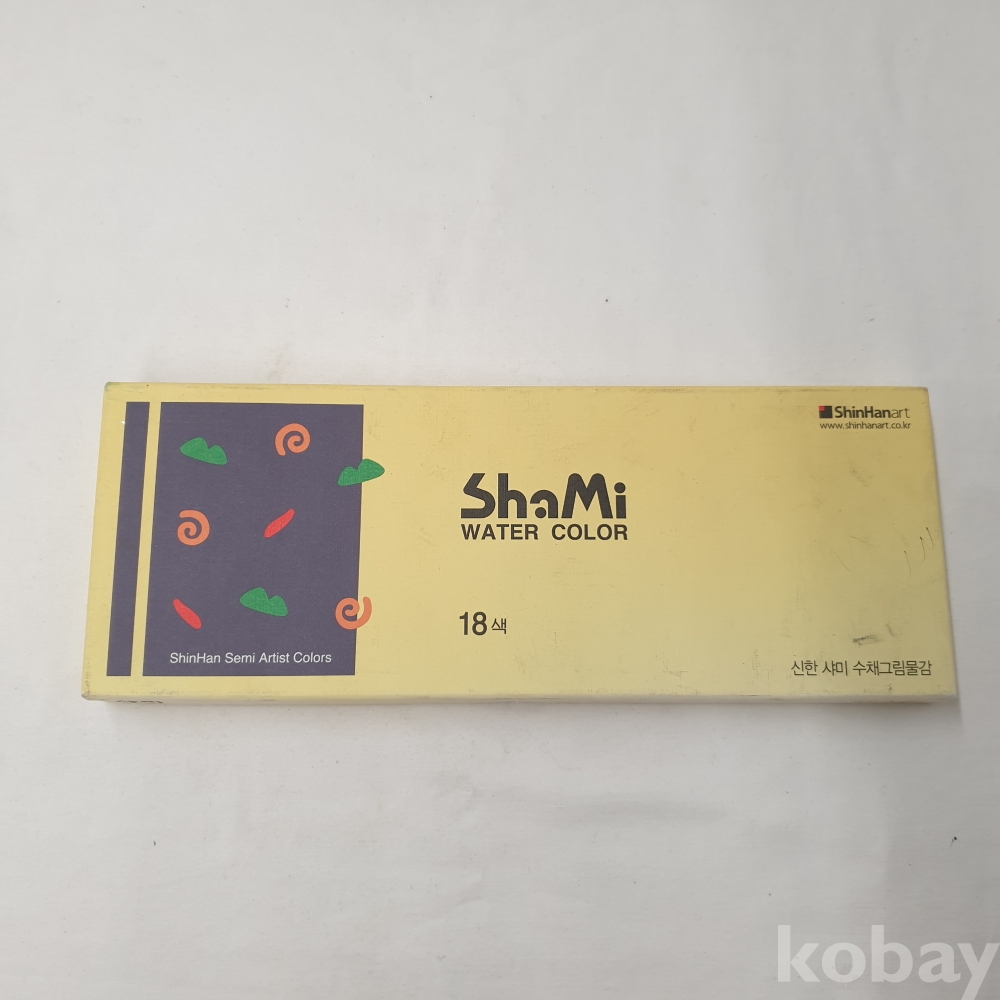 ShinHanart
www.shinhanart.co.kr
ShaMi
WATER COLOR
18색
ShinHan Semi Artist Colors
신한 샤미 수채그림물감
kobay